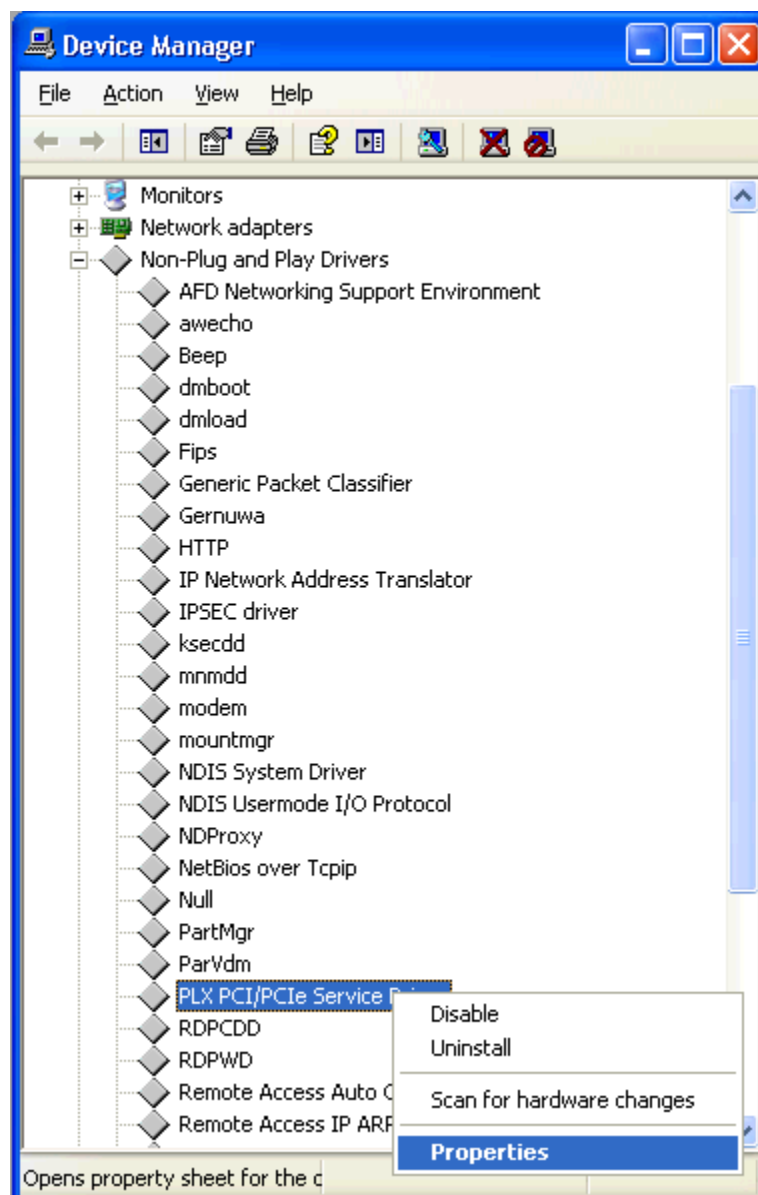 Device Manager
File Action View Help
Monitors
Network adapters
Non-Plug and Play Drivers
AFD Networking Support Environment
awecho
Beep
dmboot
dmload
Fips
Generic Packet Classifier
Gernuwa
HTTP
IP Network Address Translator
IPSEC driver
ksecdd
mnmdd
modem
mountmgr
NDIS System Driver
NDIS Usermode I/O Protocol
NDProxy
NetBios over Tcpip
Null
PartMgr
ParVdm
PLX PCI/PCIe Service
RDPCDD
RDPWD
Remote Access Auto
Remote Access IP
Disable
Uninstall
Scan for hardware changes
Properties
Opens property sheet for the